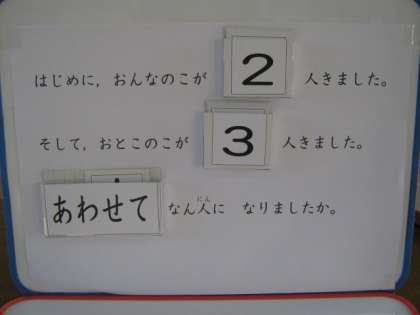 はじめに，おんなのこが 2 人きました。
そして，おとこのこが 3 人きました。
あわせて なん人に なりましたか。
にん